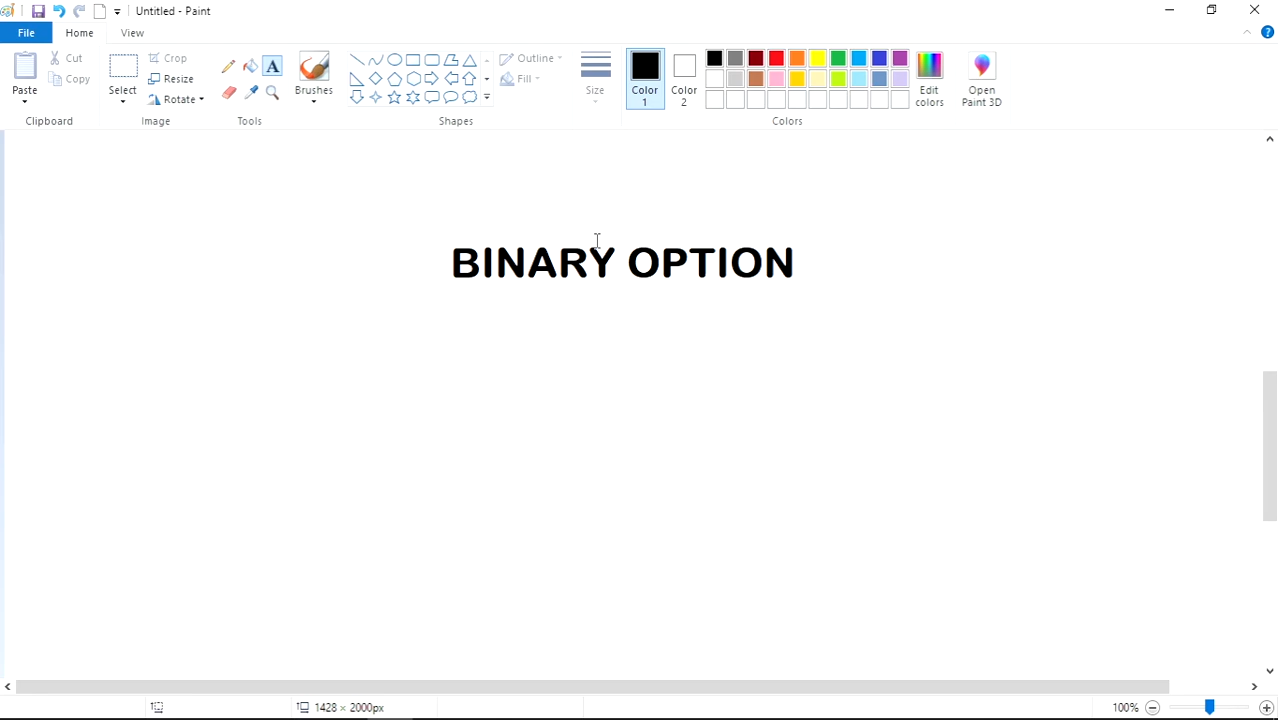 Untitled - Paint
File Home View
Cut
Copy
Paste
Crop
Resize
Rotate
Select
A
Brushes
Outline
Fill
Size
Color 1
Color 2
Edit colors
Open Paint 3D
Clipboard Image Tools Shapes Colors
BINARY OPTION
1428 × 2000px
100%